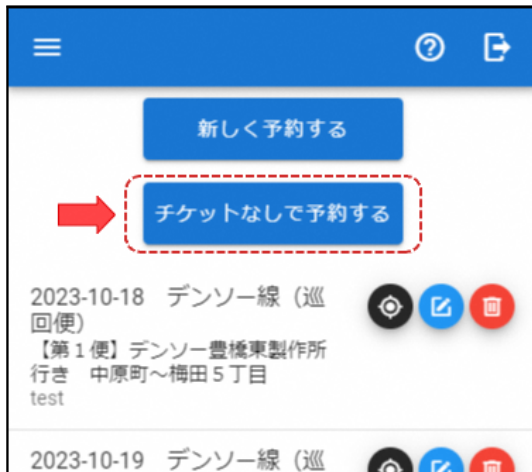 新しく予約する
チケットなしで予約する
2023-10-18　デンソー線（巡
回便）
【第１便】デンソー豊橋東製作所
行き　中原町～梅田５丁目
test
2023-10-19　デンソー線（巡